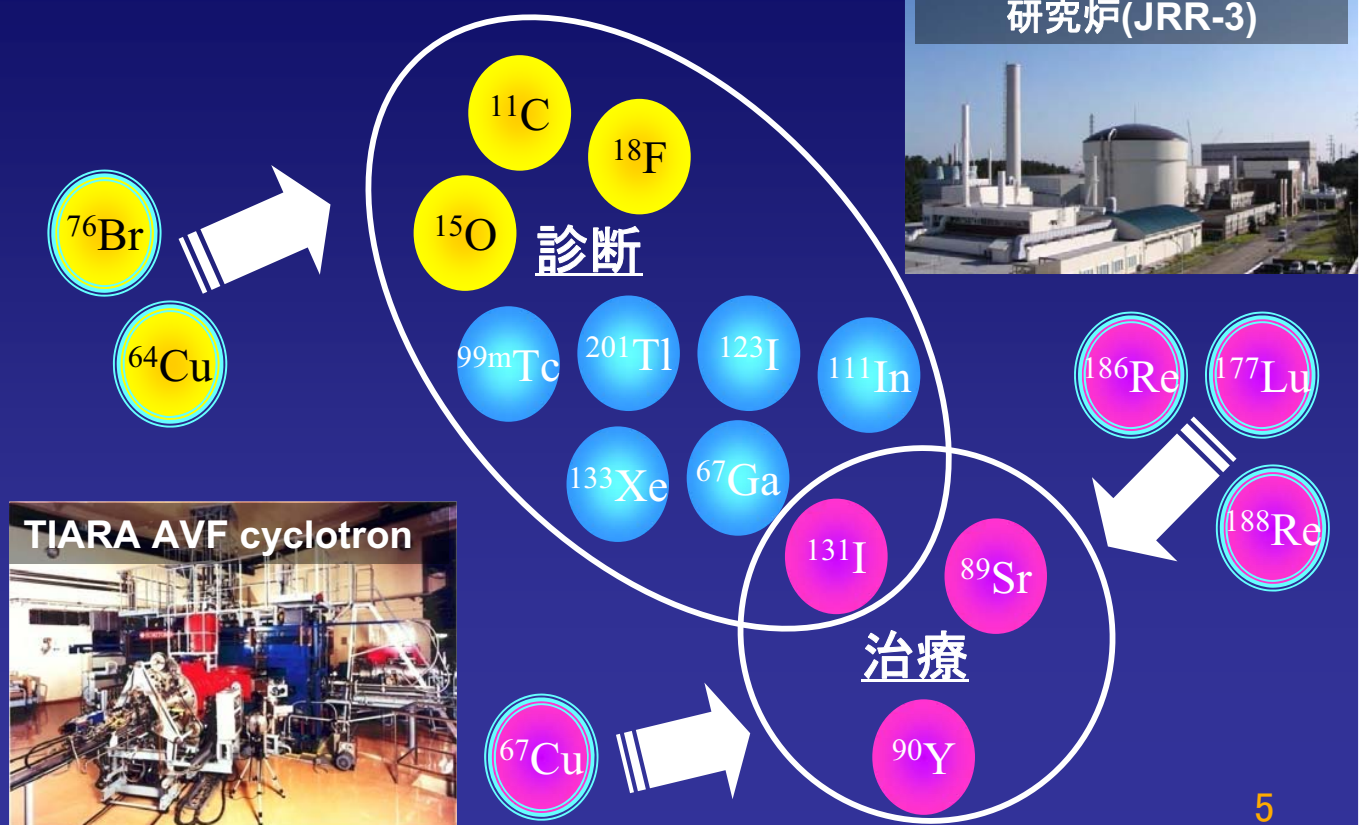 研究炉(JRR-3)
¹¹C
¹⁸F
⁷⁶Br
¹⁵O
診断
⁶⁴Cu
⁹⁹ᵐTc
²⁰¹Tl
¹²³I
¹¹¹In
¹⁸⁶Re
¹⁷⁷Lu
¹³³Xe
⁶⁷Ga
¹⁸⁸Re
TIARA AVF cyclotron
¹³¹I
⁸⁹Sr
治療
⁶⁷Cu
⁹⁰Y
5